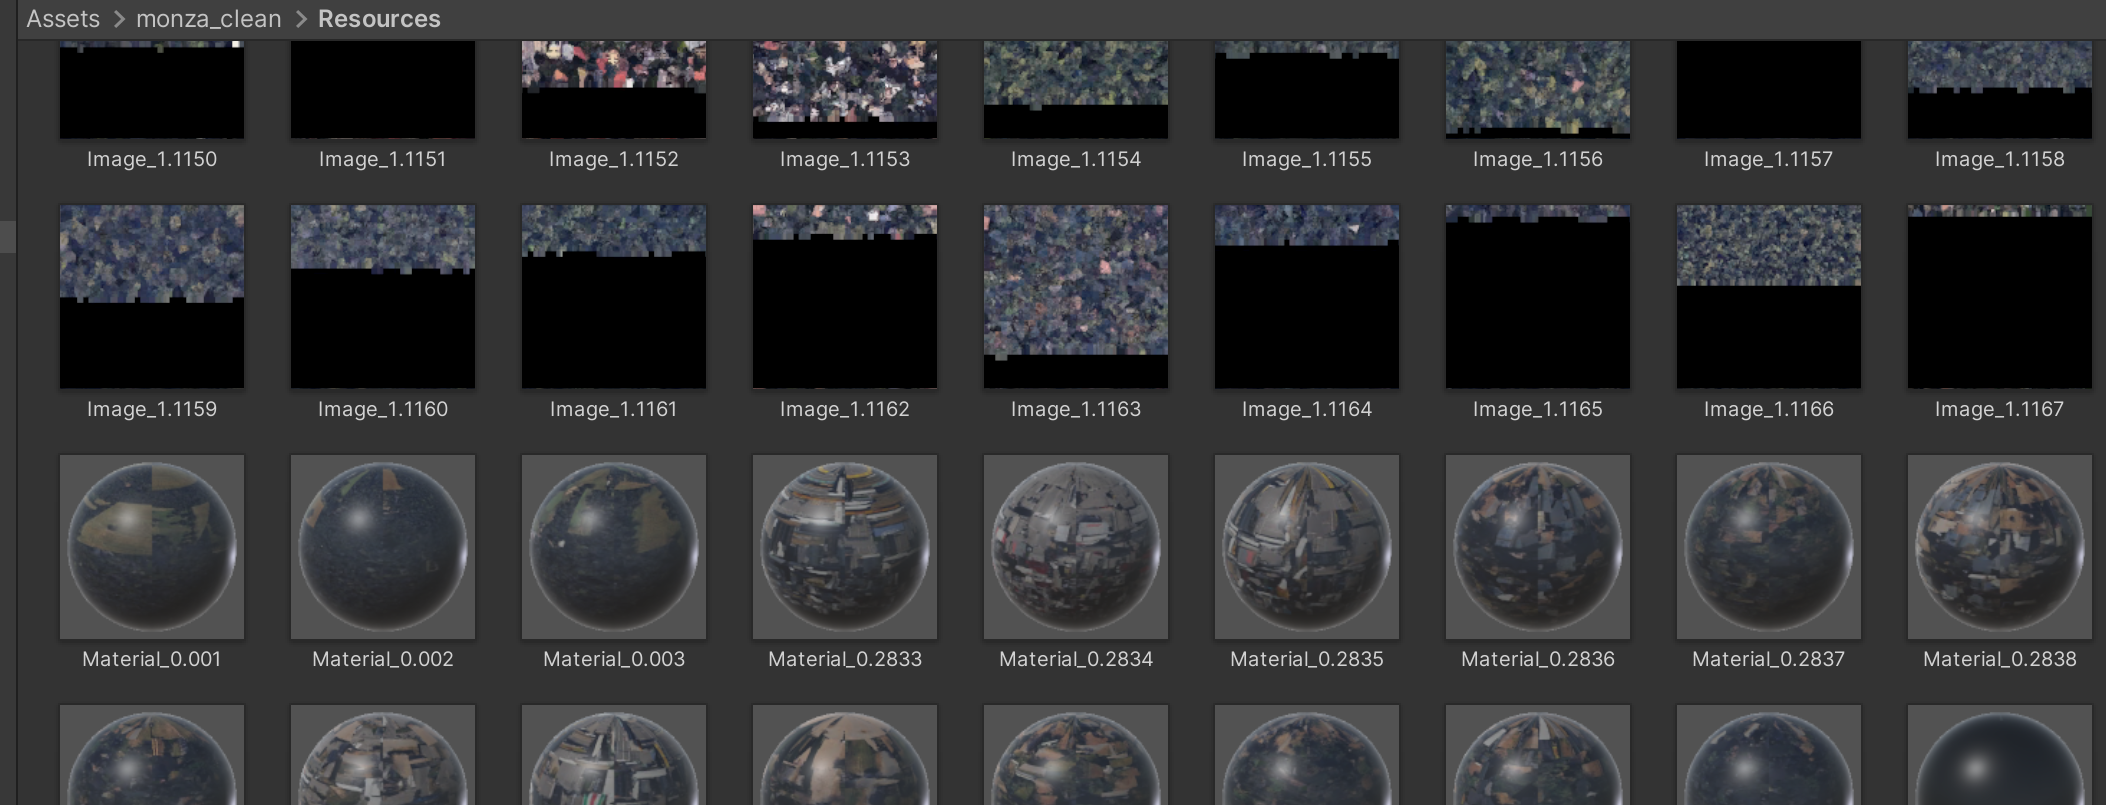 Assets > monza_clean > Resources
Image_1.1150 Image_1.1151 Image_1.1152 Image_1.1153 Image_1.1154 Image_1.1155 Image_1.1156 Image_1.1157 Image_1.1158
Image_1.1159 Image_1.1160 Image_1.1161 Image_1.1162 Image_1.1163 Image_1.1164 Image_1.1165 Image_1.1166 Image_1.1167
Material_0.001 Material_0.002 Material_0.003 Material_0.2833 Material_0.2834 Material_0.2835 Material_0.2836 Material_0.2837 Material_0.2838